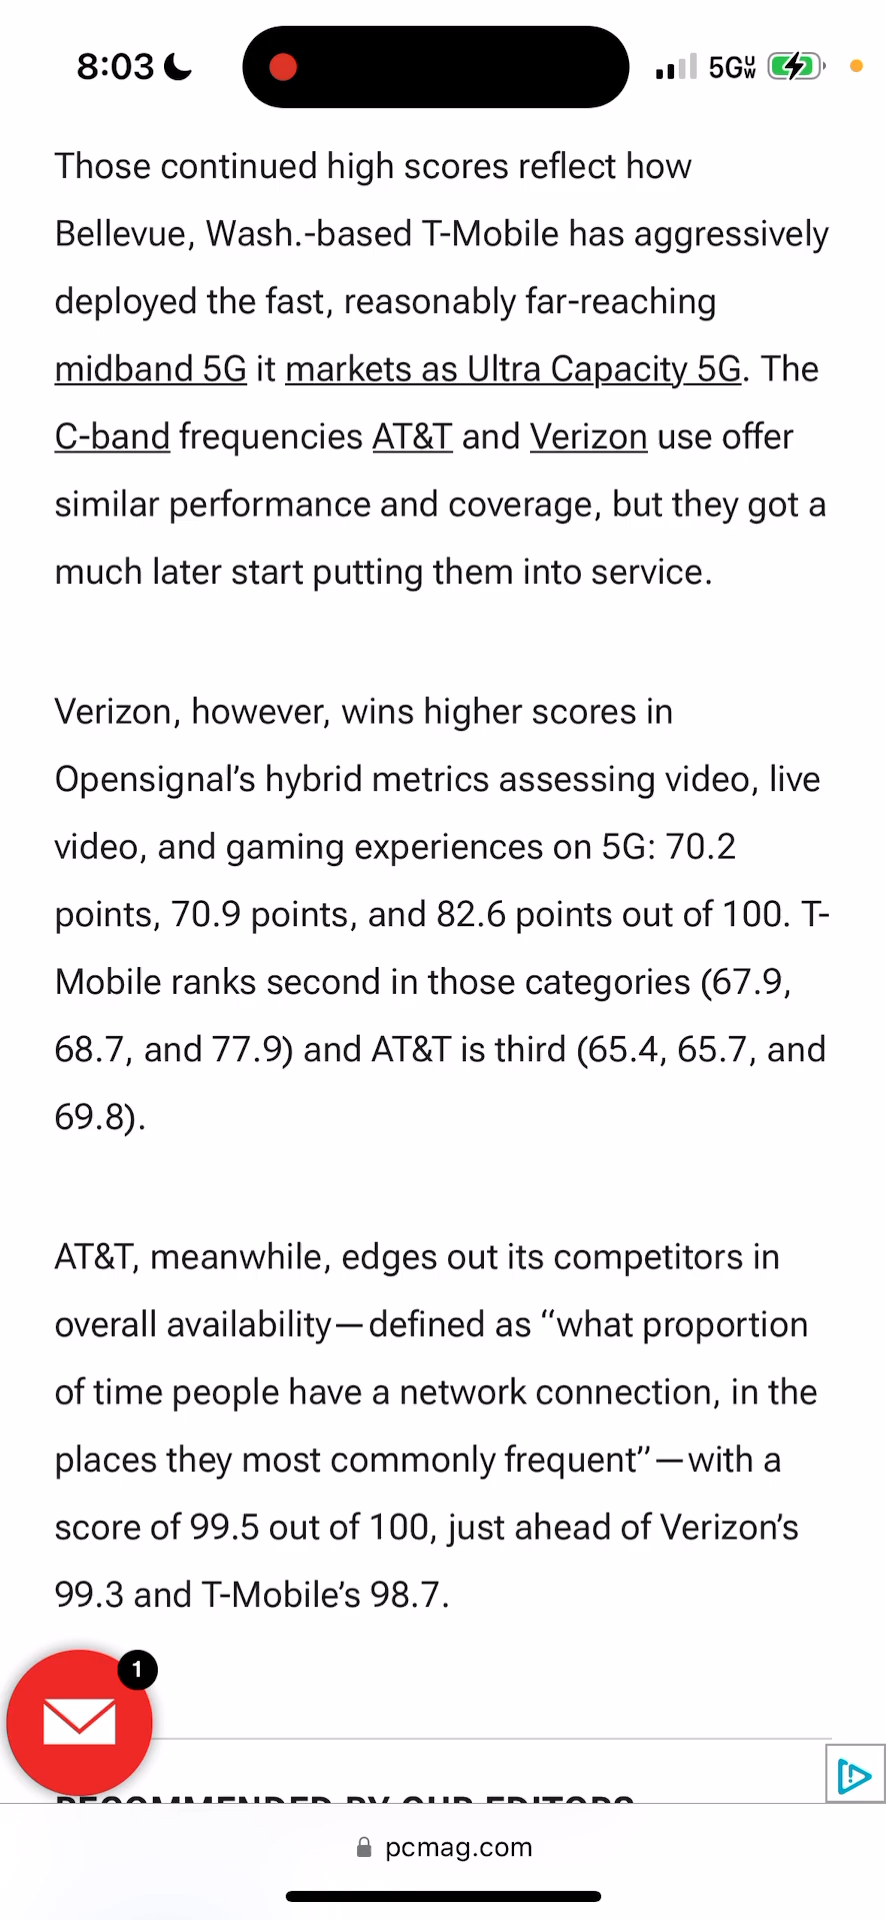 8:03
5G UW
Those continued high scores reflect how
Bellevue, Wash.-based T-Mobile has aggressively
deployed the fast, reasonably far-reaching
midband 5G it markets as Ultra Capacity 5G. The
C-band frequencies AT&T and Verizon use offer
similar performance and coverage, but they got a
much later start putting them into service.
Verizon, however, wins higher scores in
Opensignal’s hybrid metrics assessing video, live
video, and gaming experiences on 5G: 70.2
points, 70.9 points, and 82.6 points out of 100. T-
Mobile ranks second in those categories (67.9,
68.7, and 77.9) and AT&T is third (65.4, 65.7, and
69.8).
AT&T, meanwhile, edges out its competitors in
overall availability—defined as “what proportion
of time people have a network connection, in the
places they most commonly frequent”—with a
score of 99.5 out of 100, just ahead of Verizon’s
99.3 and T-Mobile’s 98.7.
1
RECOMMENDED BY OUR EDITORS
pcmag.com